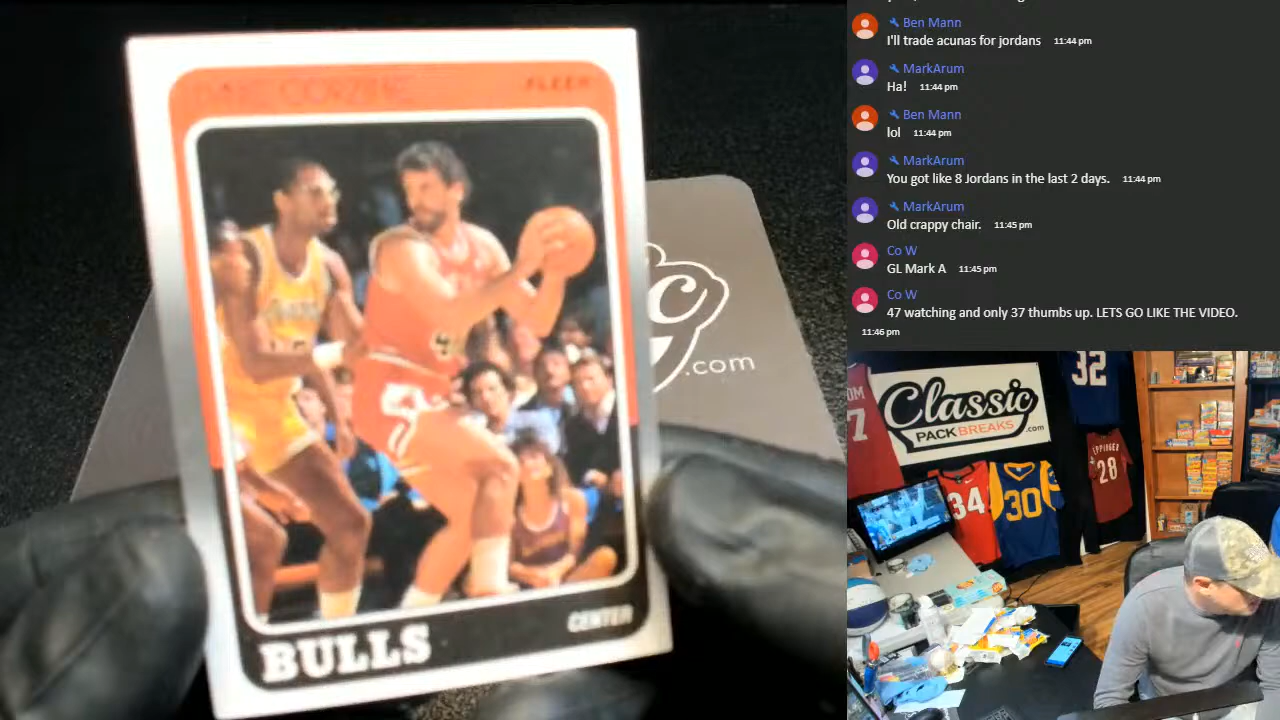 CORZINE
FLEER
BULLS
CENTER
c
.com
Ben Mann
I'll trade acunas for jordans 11:44 pm
MarkArum
Ha! 11:44 pm
Ben Mann
lol 11:44 pm
MarkArum
You got like 8 Jordans in the last 2 days. 11:44 pm
MarkArum
Old crappy chair. 11:45 pm
Co W
GL Mark A 11:45 pm
Co W
47 watching and only 37 thumbs up. LETS GO LIKE THE VIDEO.
11:46 pm
Classic
PACKBREAKS.com
32
7
34
30
28